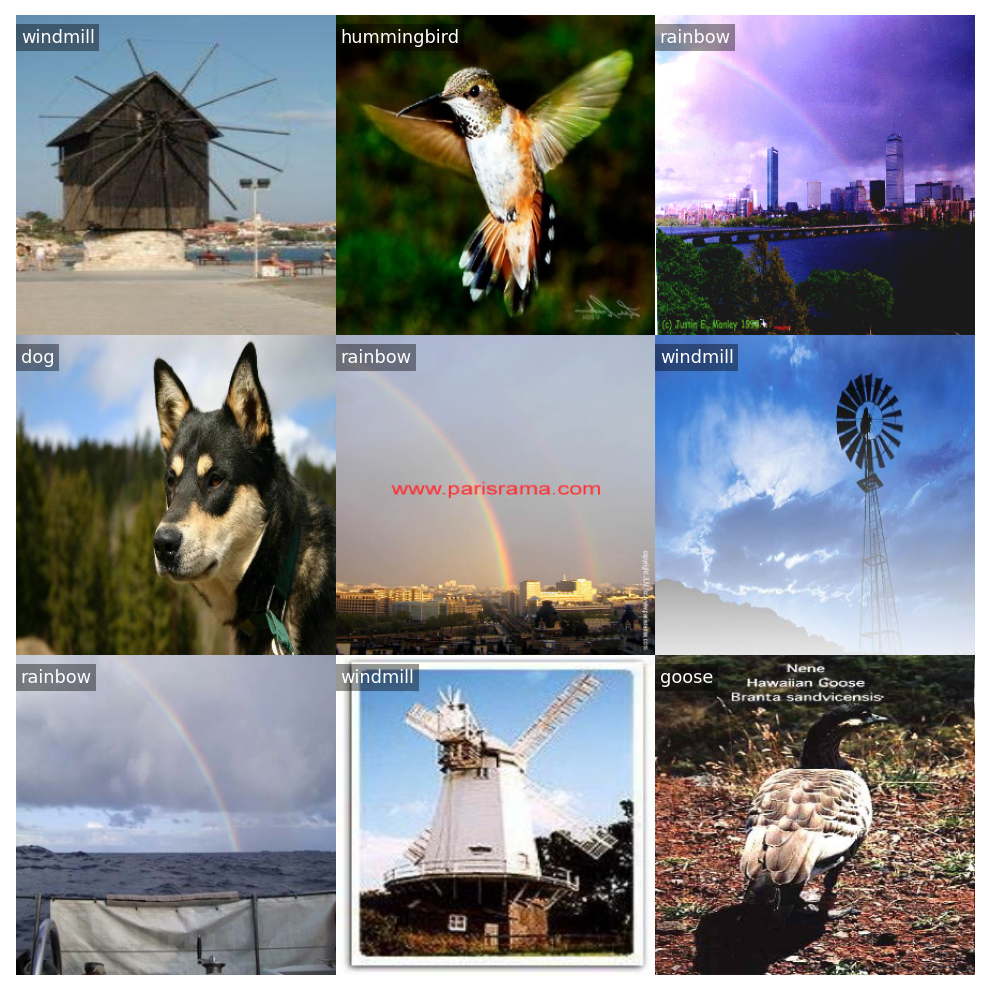 windmill
hummingbird
rainbow
(c) Justin E. Manley 199
dog
rainbow
www.parisrama.com
windmill
rainbow
windmill
goose
Nene
Hawaiian Goose
Branta sandvicensis